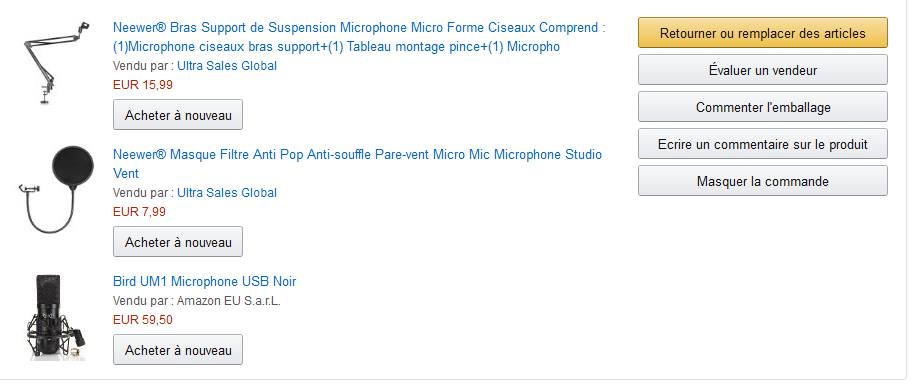 Neewer® Bras Support de Suspension Microphone Micro Forme Ciseaux Comprend :
(1)Microphone ciseaux bras support+(1) Tableau montage pince+(1) Micropho
Vendu par : Ultra Sales Global
EUR 15,99
Acheter à nouveau
Neewer® Masque Filtre Anti Pop Anti-souffle Pare-vent Micro Mic Microphone Studio
Vent
Vendu par : Ultra Sales Global
EUR 7,99
Acheter à nouveau
Bird UM1 Microphone USB Noir
Vendu par : Amazon EU S.a.r.L.
EUR 59,50
Acheter à nouveau
Retourner ou remplacer des articles
Évaluer un vendeur
Commenter l'emballage
Ecrire un commentaire sur le produit
Masquer la commande